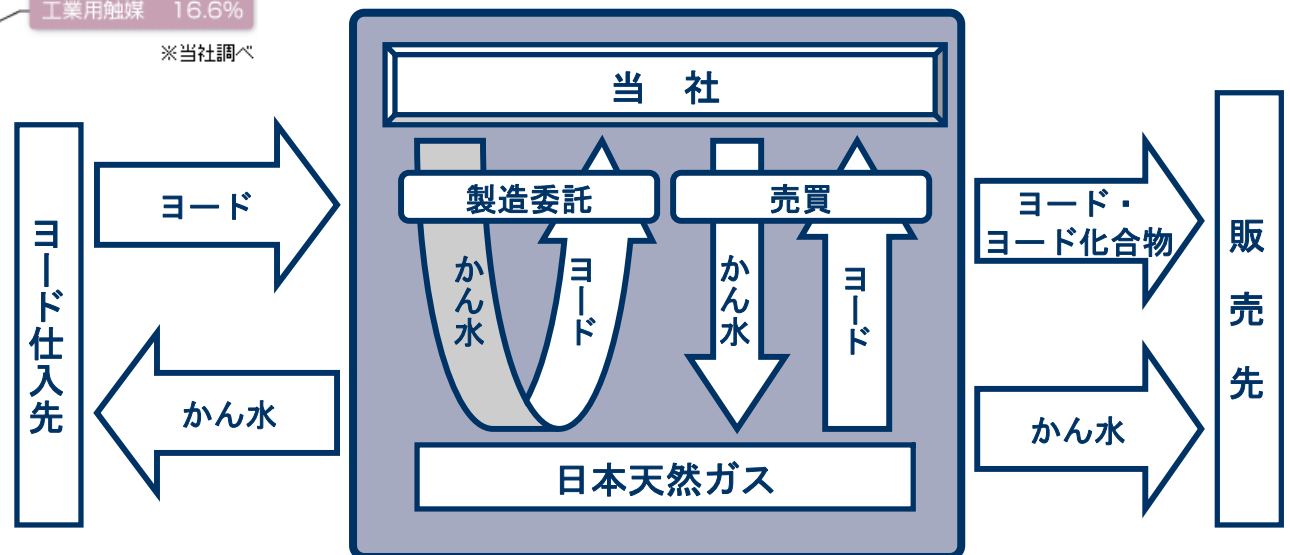 工業用触媒 16.6%
※当社調べ
当 社
製造委託
売買
かん水
ヨード
かん水
ヨード
日本天然ガス
ヨード仕入先
ヨード
かん水
ヨード・
ヨード化合物
かん水
販売先